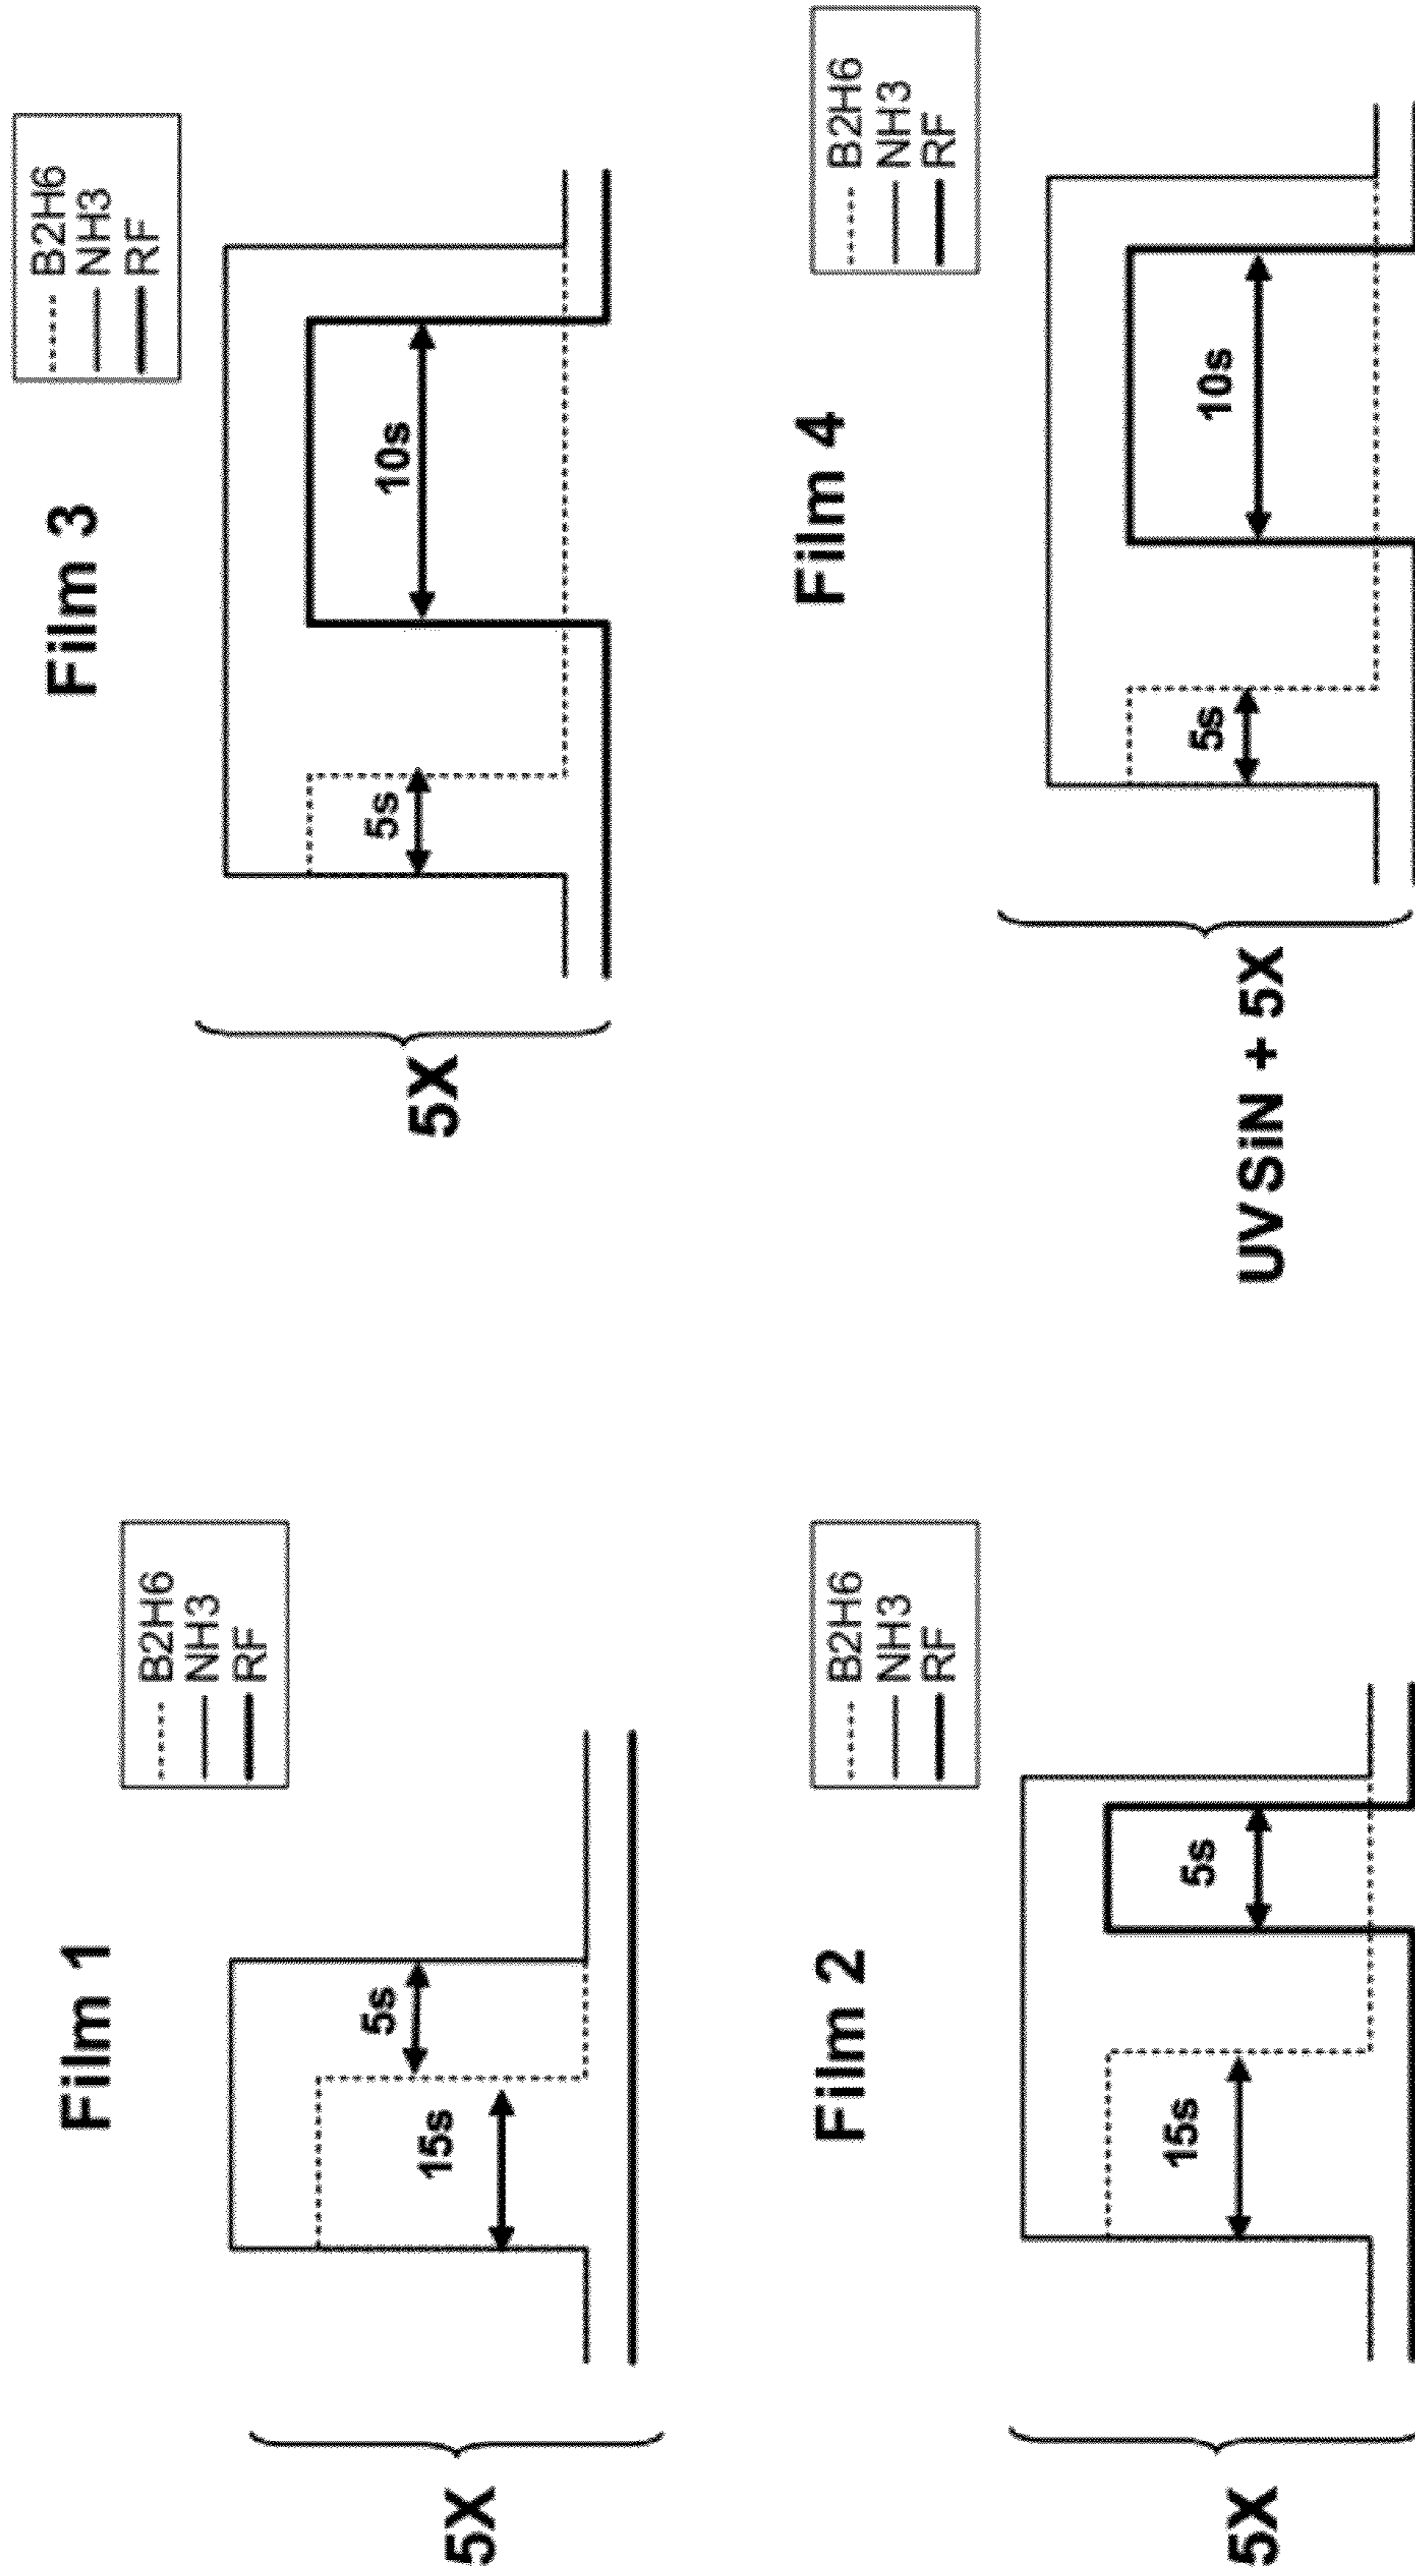 Film 1
B2H6
NH3
RF
5X
15s
5s
Film 3
B2H6
NH3
RF
5X
5s
10s
Film 2
B2H6
NH3
RF
5X
15s
5s
Film 4
B2H6
NH3
RF
UVSiN + 5X
5s
10s